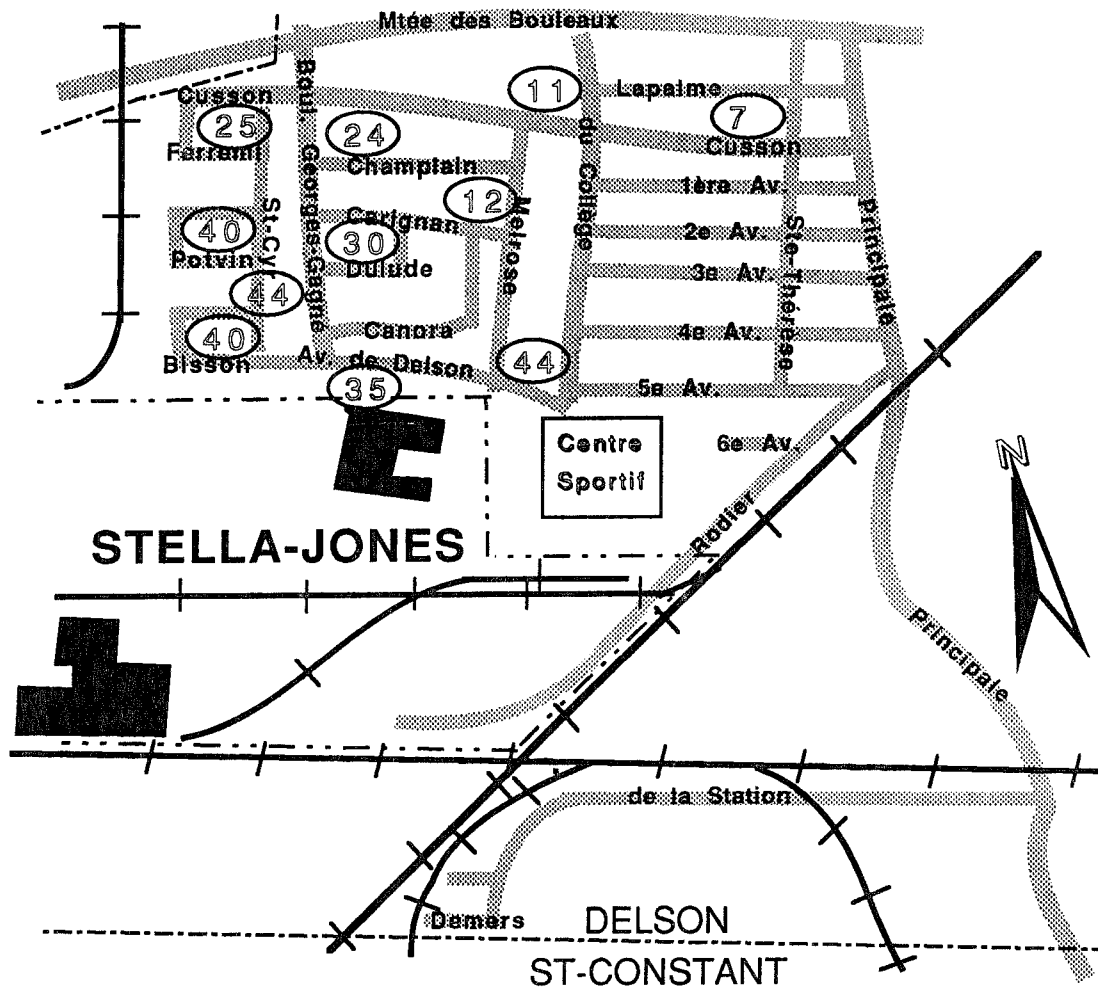 Mtée des Bouleaux
Cusson
25
Boul. Georges-Gagné
24
11
Lapalme
7
Cusson
Champlain
du Collège
1ère Av.
12
Melrose
St-Cyr
40
Potvin
Carignan
30
Dulude
2e Av.
Ste-Thérèse
Principale
3e Av.
44
40
Bisson
Canora
4e Av.
Av. de Delson
44
35
5e Av.
Centre
Sportif
6e Av.
N
Rodier
STELLA-JONES
Principale
de la Station
Demers
DELSON
ST-CONSTANT